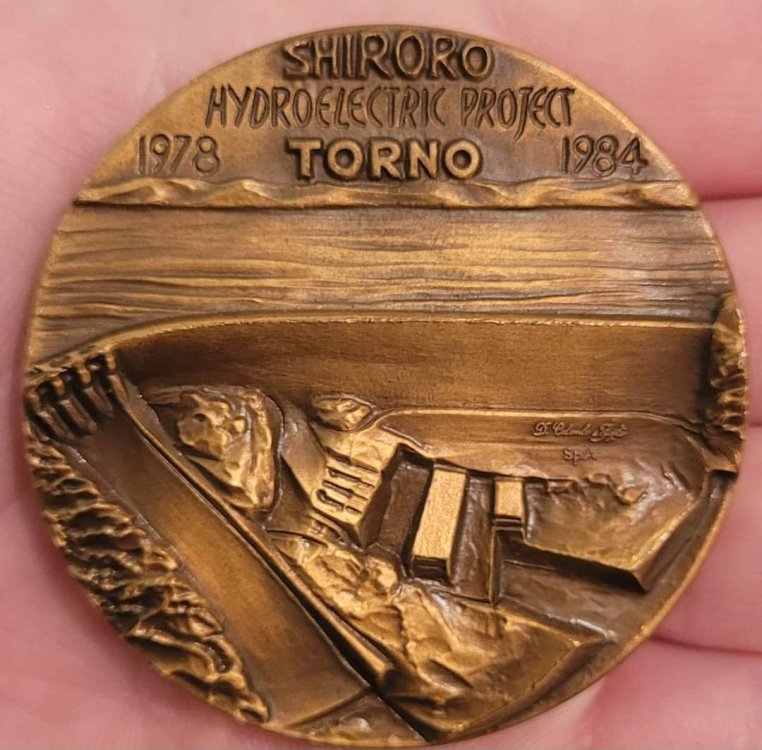 SHIRORO
HYDROELECTRIC PROJECT
1978 TORNO 1984
SpA